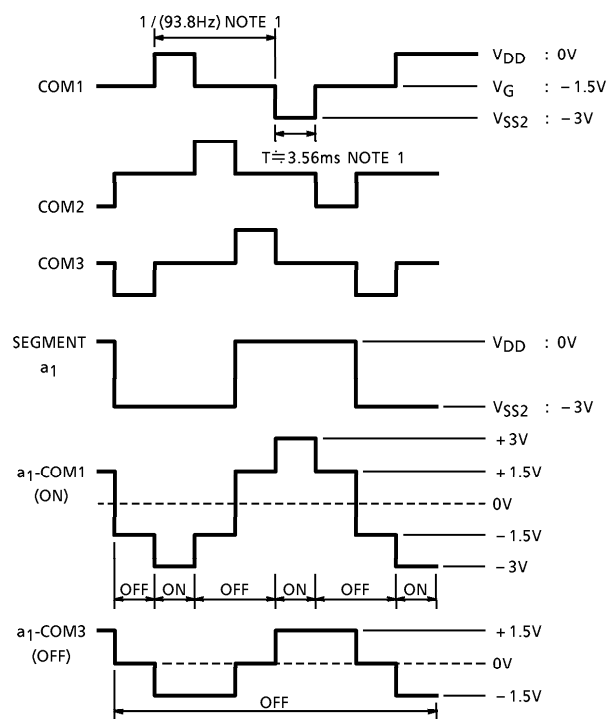 1/(93.8Hz) NOTE 1
COM1
VDD : 0V
VG : −1.5V
VSS2 : −3V
T≒3.56ms NOTE 1
COM2
COM3
SEGMENT
a1
VDD : 0V
VSS2 : −3V
a1-COM1
(ON)
+3V
+1.5V
0V
−1.5V
−3V
OFF ON OFF ON OFF ON
a1-COM3
(OFF)
+1.5V
0V
−1.5V
OFF